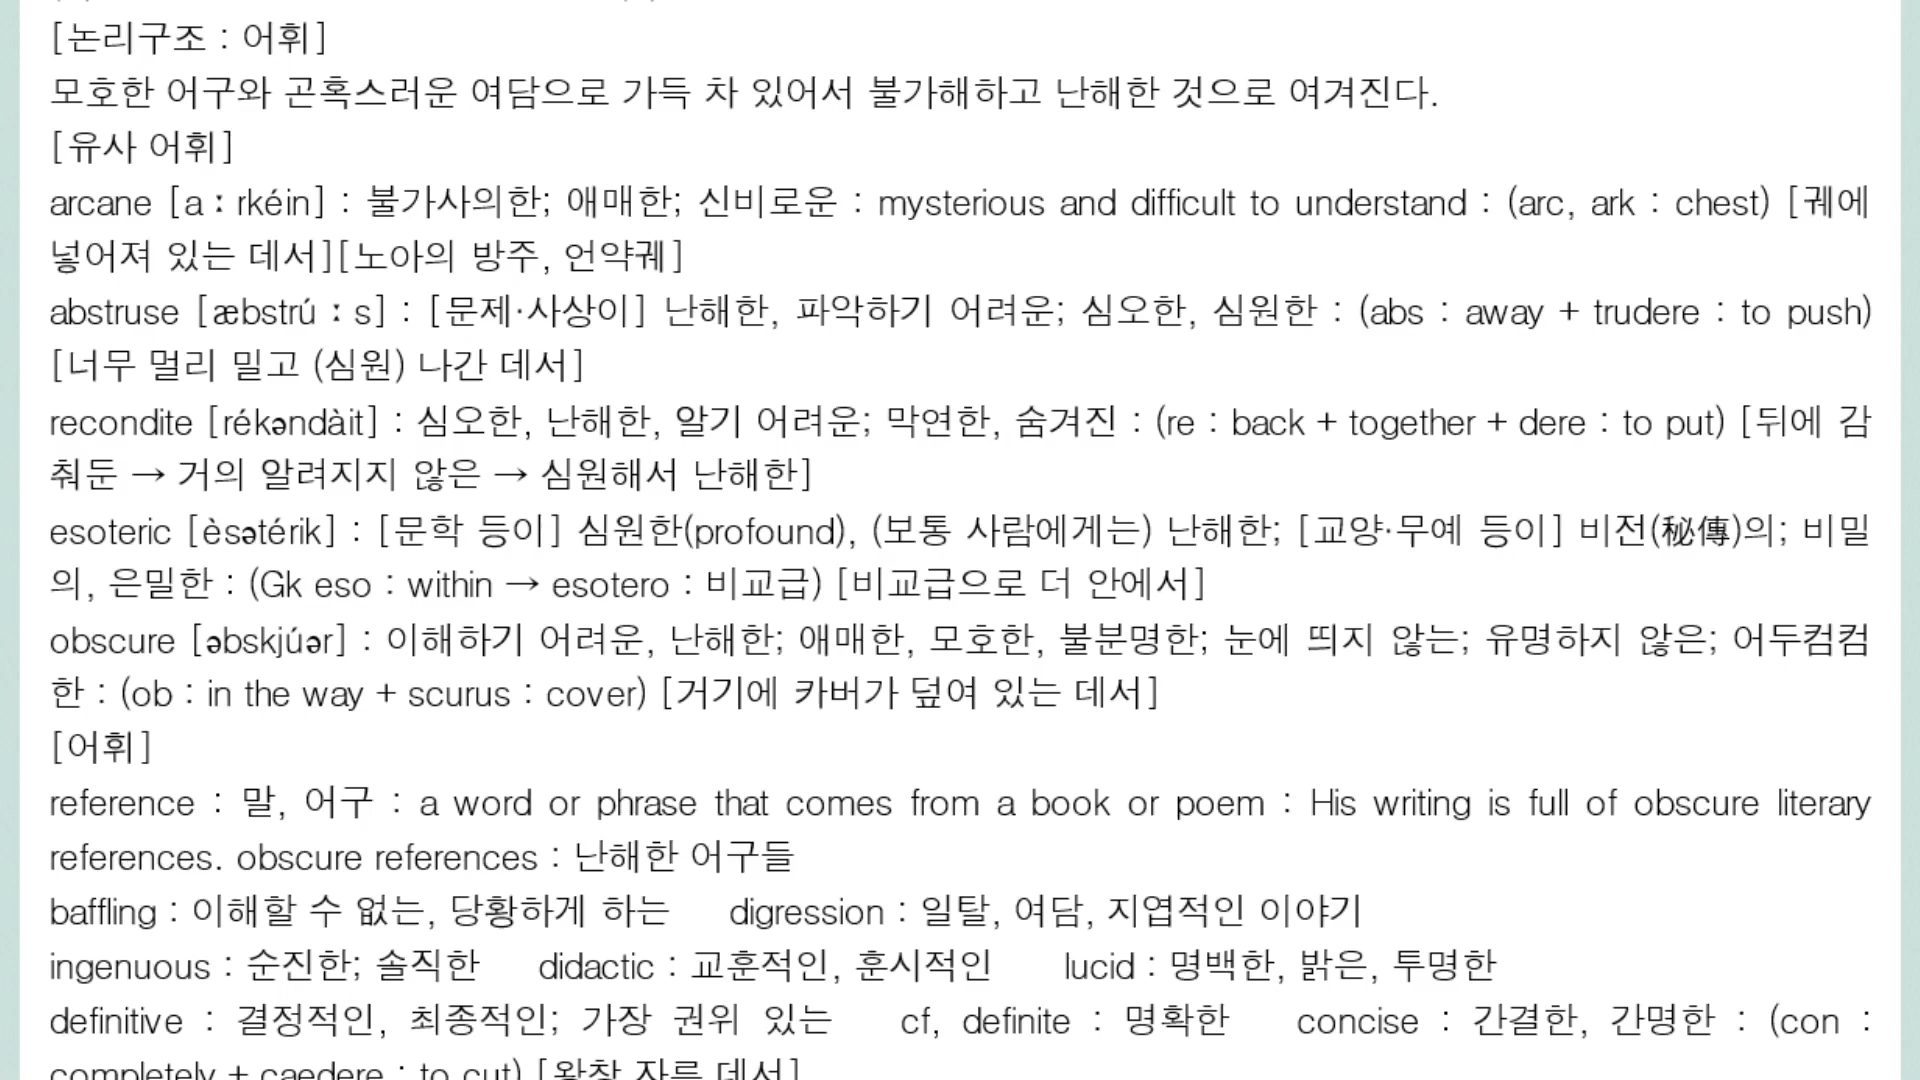 [논리구조 : 어휘]
모호한 어구와 곤혹스러운 여담으로 가득 차 있어서 불가해하고 난해한 것으로 여겨진다.
[유사 어휘]
arcane [aːrkéin] : 불가사의한; 애매한; 신비로운 : mysterious and difficult to understand : (arc, ark : chest) [궤에
넣어져 있는 데서][노아의 방주, 언약궤]
abstruse [æbstrúːs] : [문제·사상이] 난해한, 파악하기 어려운; 심오한, 심원한 : (abs : away + trudere : to push)
[너무 멀리 밀고 (심원) 나간 데서]
recondite [rékəndàit] : 심오한, 난해한, 알기 어려운; 막연한, 숨겨진 : (re : back + together + dere : to put) [뒤에 감
춰둔 → 거의 알려지지 않은 → 심원해서 난해한]
esoteric [èsətérik] : [문학 등이] 심원한(profound), (보통 사람에게는) 난해한; [교양·무예 등이] 비전(秘傳)의; 비밀
의, 은밀한 : (Gk eso : within → esotero : 비교급) [비교급으로 더 안에서]
obscure [əbskjúər] : 이해하기 어려운, 난해한; 애매한, 모호한, 불분명한; 눈에 띄지 않는; 유명하지 않은; 어두컴컴
한 : (ob : in the way + scurus : cover) [거기에 카버가 덮여 있는 데서]
[어휘]
reference : 말, 어구 : a word or phrase that comes from a book or poem : His writing is full of obscure literary
references. obscure references : 난해한 어구들
baffling : 이해할 수 없는, 당황하게 하는 digression : 일탈, 여담, 지엽적인 이야기
ingenuous : 순진한; 솔직한 didactic : 교훈적인, 훈시적인 lucid : 명백한, 밝은, 투명한
definitive : 결정적인, 최종적인; 가장 권위 있는 cf, definite : 명확한 concise : 간결한, 간명한 : (con :
completely + caedere : to cut) [왕창 자른 데서]